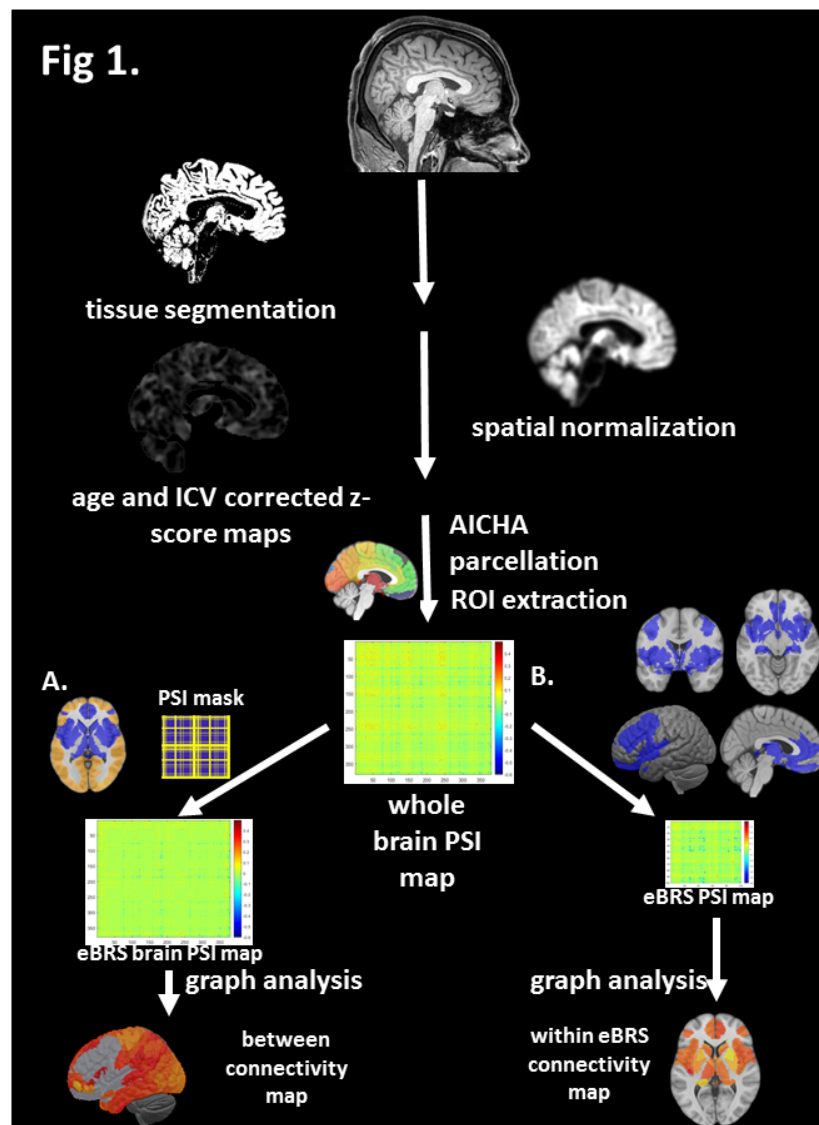 Fig 1.
tissue segmentation
spatial normalization
age and ICV corrected z-
score maps
AICHA
parcellation
ROI extraction
A.
PSI mask
B.
whole
brain PSI
map
eBRS brain PSI map
eBRS PSI map
graph analysis
graph analysis
between
connectivity
map
within eBRS
connectivity
map